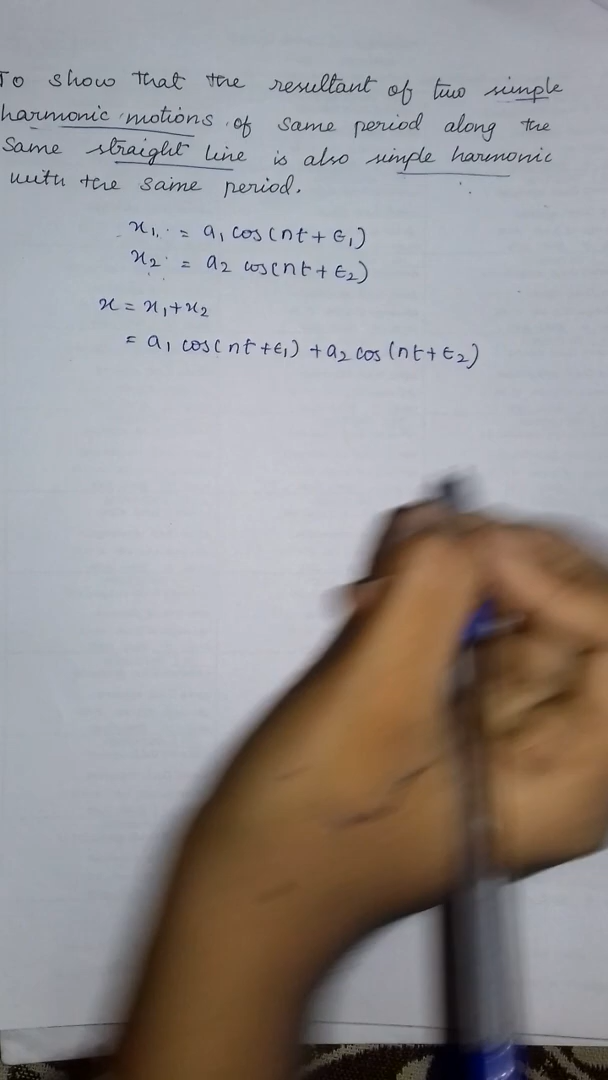 To show that the resultant of two simple
harmonic motions of same period along the
same straight line is also simple harmonic
with the same period.
x₁ = a₁ cos(nt + ϵ₁)
x₂ = a₂ cos(nt + ϵ₂)
x = x₁ + x₂
= a₁ cos(nt + ϵ₁) + a₂ cos(nt + ϵ₂)